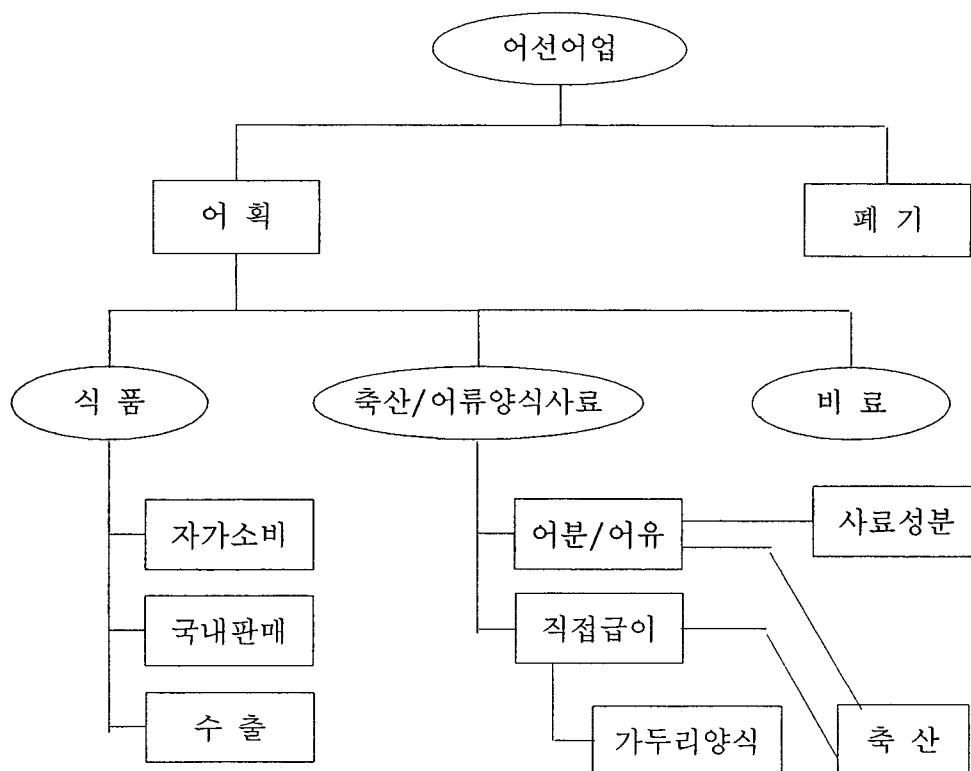 어선어업
어 획
폐 기
식 품
축산/어류양식사료
비 료
자가소비
어분/어유
사료성분
국내판매
직접급이
수 출
가두리양식
축 산